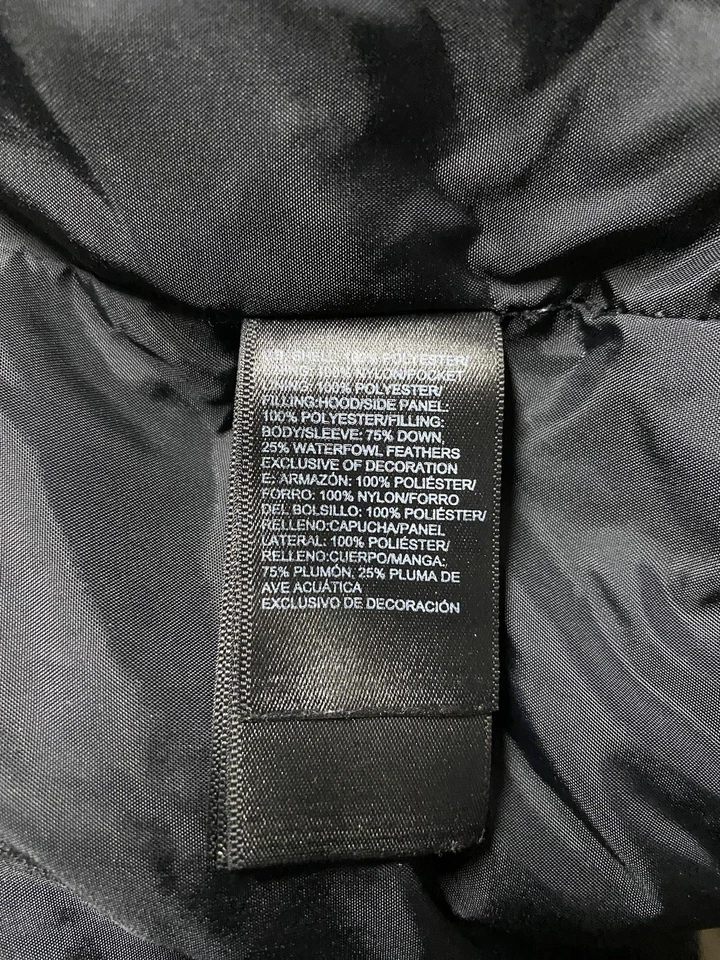 SHELL: 100% POLYESTER/
100% NYLON/POCKET
100% POLYESTER/
FILLING:HOOD/SIDE PANEL:
100% POLYESTER/FILLING:
BODY/SLEEVE: 75% DOWN,
25% WATERFOWL FEATHERS
EXCLUSIVE OF DECORATION
E: ARMAZÓN: 100% POLIÉSTER/
FORRO: 100% NYLON/FORRO
DEL BOLSILLO: 100% POLIÉSTER/
RELLENO:CAPUCHA/PANEL
LATERAL: 100% POLIÉSTER/
RELLENO:CUERPO/MANGA:
75% PLUMÓN, 25% PLUMA DE
AVE ACUÁTICA
EXCLUSIVO DE DECORACIÓN